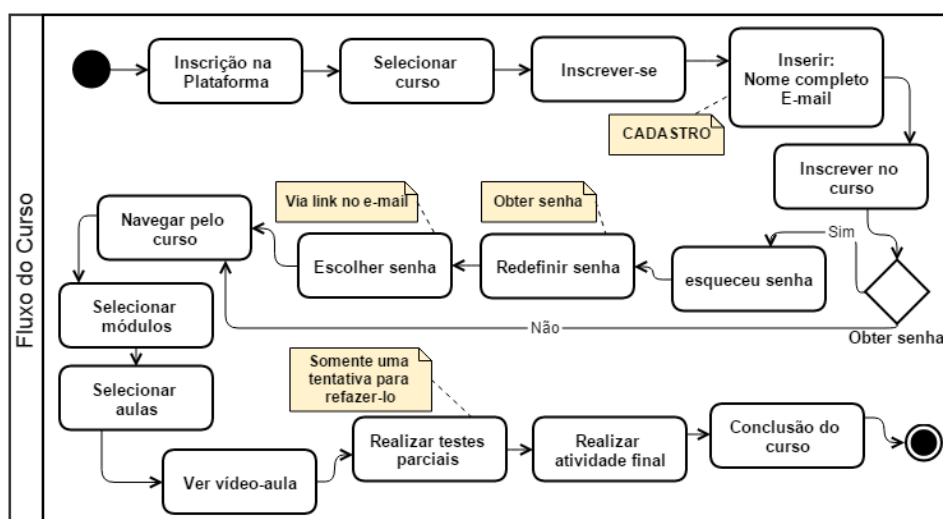 Fluxo do Curso
Inscrição na
Plataforma
Selecionar
curso
Inscrever-se
Inserir:
Nome completo
E-mail
CADASTRO
Inscrever no
curso
Sim
Obter senha
Não
esqueceu senha
Obter senha
Redefinir senha
Via link no e-mail
Escolher senha
Navegar pelo
curso
Selecionar
módulos
Selecionar
aulas
Ver vídeo-aula
Somente uma
tentativa para
refazer-lo
Realizar testes
parciais
Realizar
atividade final
Conclusão do
curso